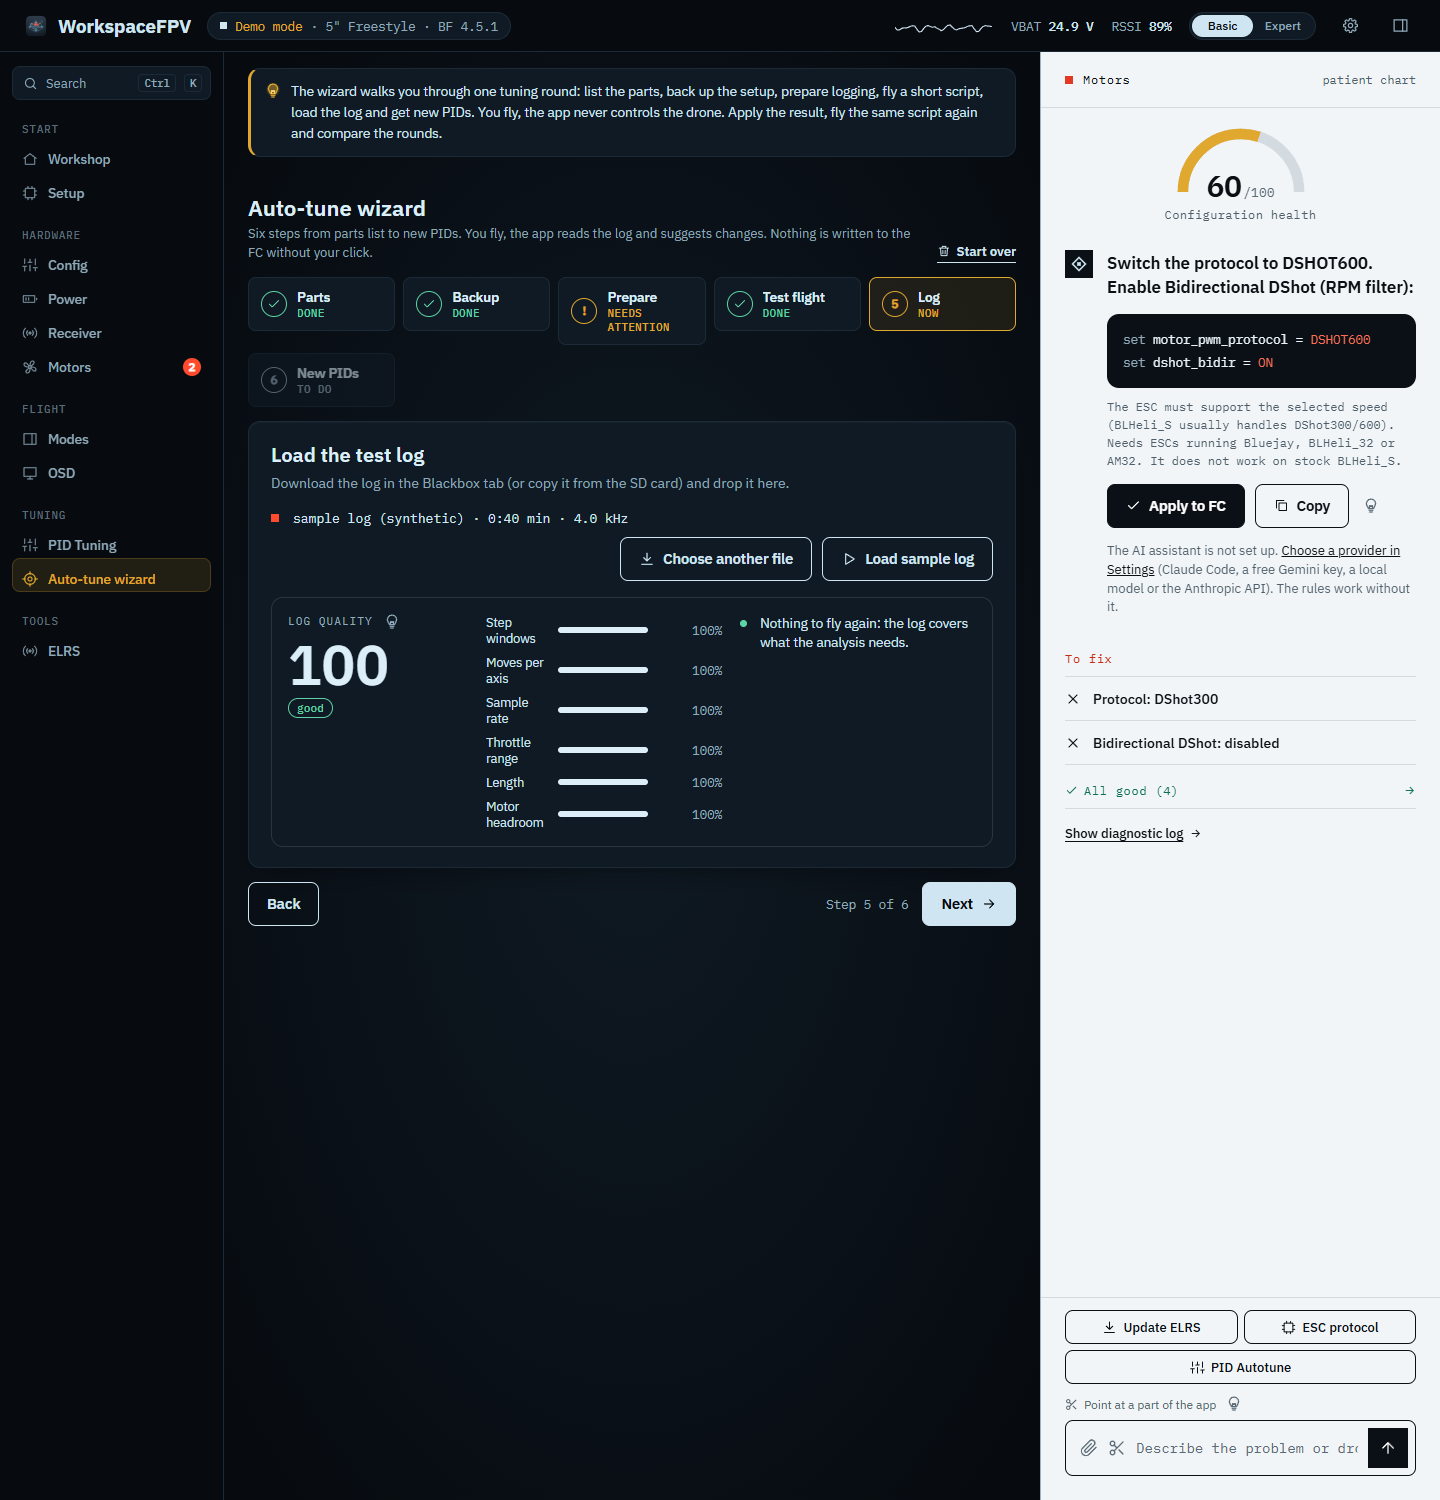 WorkspaceFPV
Demo mode · 5" Freestyle · BF 4.5.1
VBAT 24.9 V
RSSI 89%
Basic
Expert
Search
Ctrl
K
START
Workshop
Setup
HARDWARE
Config
Power
Receiver
Motors
2
FLIGHT
Modes
OSD
TUNING
PID Tuning
Auto-tune wizard
TOOLS
ELRS
The wizard walks you through one tuning round: list the parts, back up the setup, prepare logging, fly a short script,
load the log and get new PIDs. You fly, the app never controls the drone. Apply the result, fly the same script again
and compare the rounds.
Auto-tune wizard
Six steps from parts list to new PIDs. You fly, the app reads the log and suggests changes. Nothing is written to the
FC without your click.
Start over
Parts
DONE
Backup
DONE
!
Prepare
NEEDS
ATTENTION
Test flight
DONE
5
Log
NOW
6
New PIDs
TO DO
Load the test log
Download the log in the Blackbox tab (or copy it from the SD card) and drop it here.
sample log (synthetic) · 0:40 min · 4.0 kHz
Choose another file
Load sample log
LOG QUALITY
100
good
Step
windows
100%
Moves per
axis
100%
Sample
rate
100%
Throttle
range
100%
Length
100%
Motor
headroom
100%
Nothing to fly again: the log covers
what the analysis needs.
Back
Step 5 of 6
Next
Motors
patient chart
60/100
Configuration health
Switch the protocol to DSHOT600.
Enable Bidirectional DShot (RPM filter):
set motor_pwm_protocol = DSHOT600
set dshot_bidir = ON
The ESC must support the selected speed
(BLHeli_S usually handles DShot300/600).
Needs ESCs running Bluejay, BLHeli_32 or
AM32. It does not work on stock BLHeli_S.
Apply to FC
Copy
The AI assistant is not set up. Choose a provider in
Settings (Claude Code, a free Gemini key, a local
model or the Anthropic API). The rules work without
it.
To fix
Protocol: DShot300
Bidirectional DShot: disabled
All good (4)
Show diagnostic log
Update ELRS
ESC protocol
PID Autotune
Point at a part of the app
Describe the problem or dro